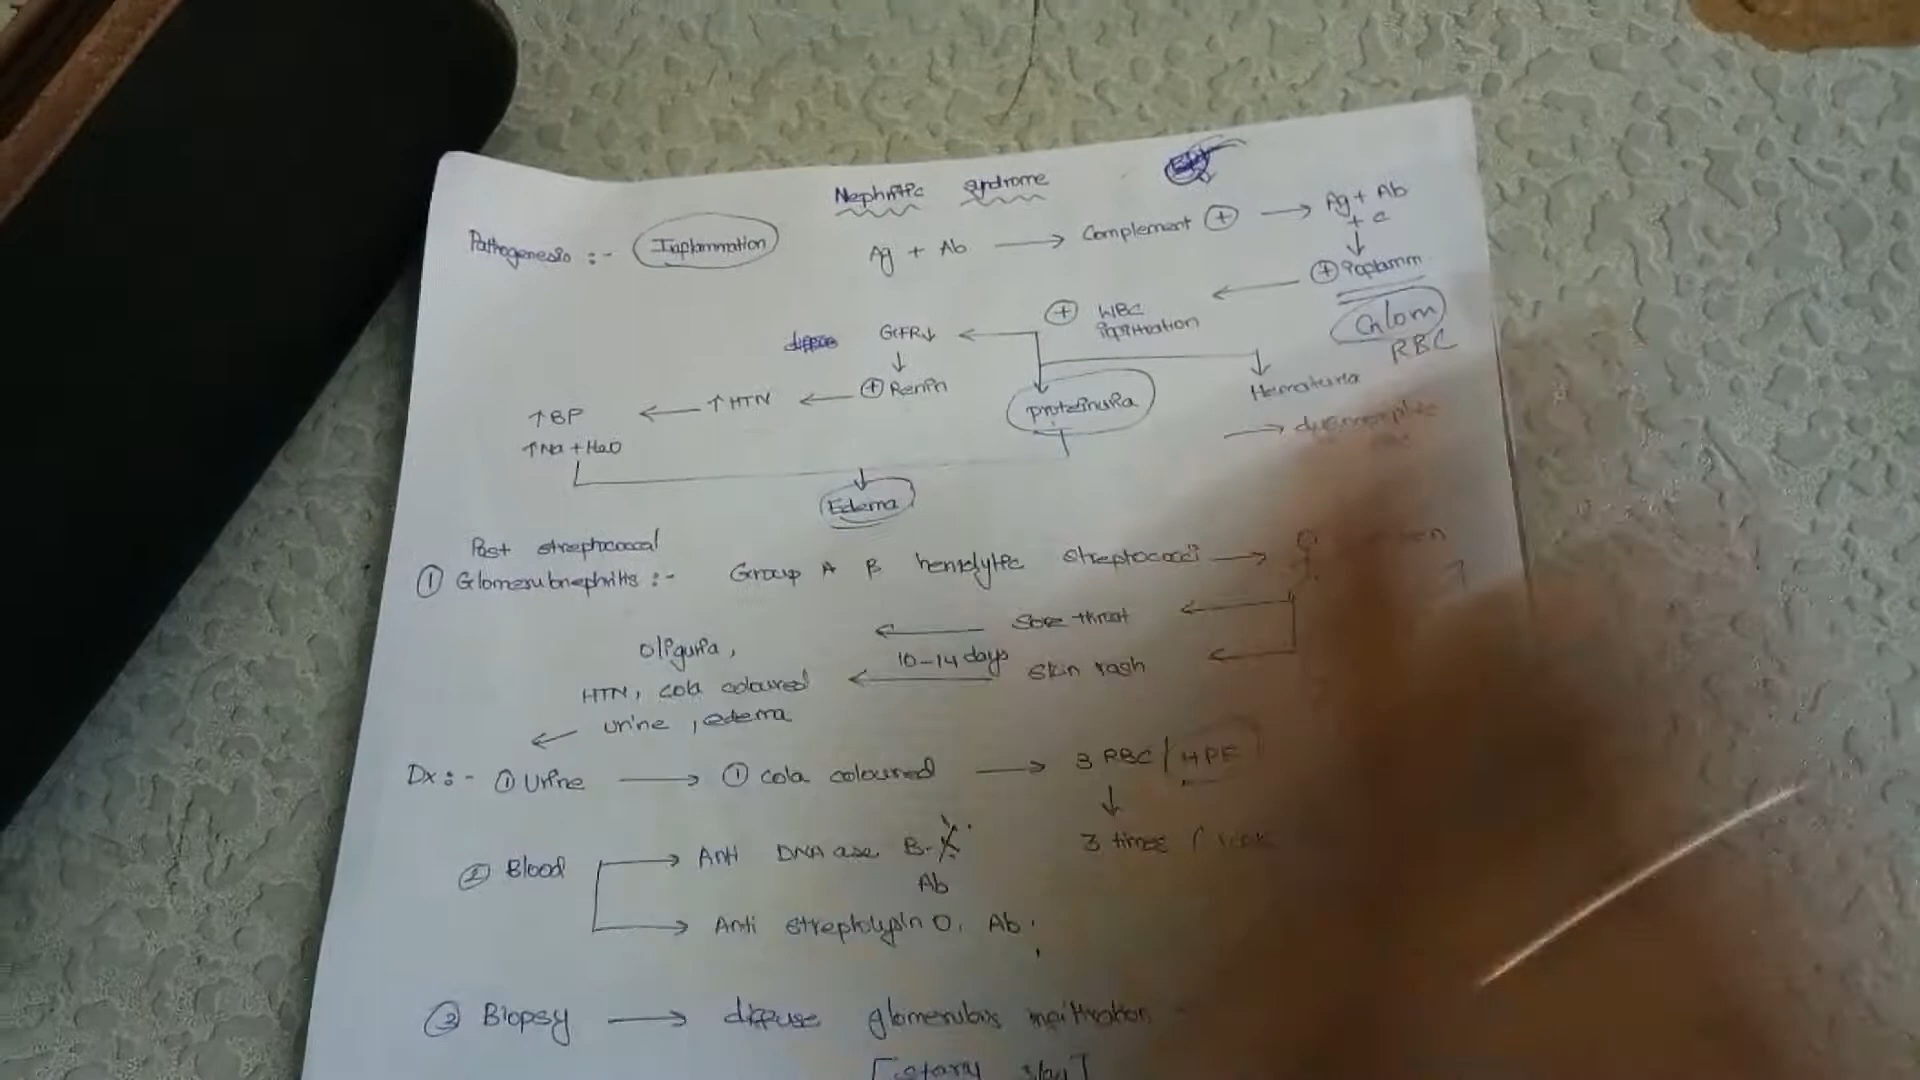 Nephritic syndrome
Pathogenesis :- Inflammation
Ag + Ab → Complement ⊕ → Ag + Ab
+ c
↓
⊕ Inflamm
← ⊕ WBC infiltration
Glom
RBC
GFR↓ ←
↓
⊕ Renin
↑BP ← ↑HTN ←
↑Na + H2O
proteinuria
Hematuria
→
Edema
Post streptococcal
① Glomerulonephritis :- Group A β hemolytic streptococci →
← Sore throat ←
10-14 days
← skin rash ←
oliguria,
HTN, cola coloured
urine, edema
←
Dx :- ① Urine → ① cola coloured → 3 RBC / HPF
↓
3 times /
② Blood → Anti DNA ase B-
Ab
→ Anti streptolysin O. Ab.
③ Biopsy → diffuse glomerulus infiltration